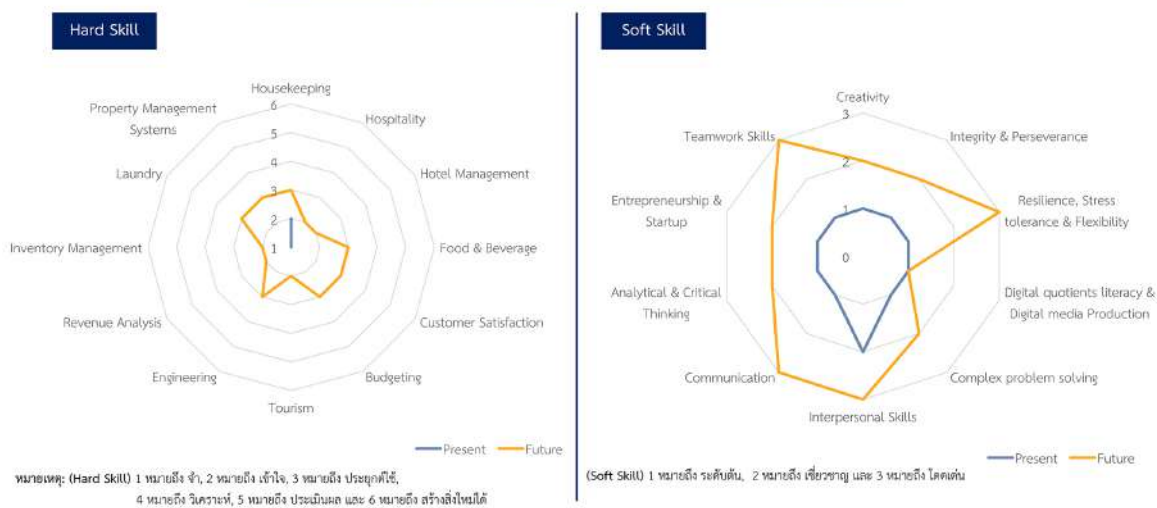 Hard Skill
Housekeeping
Hospitality
Hotel Management
Food & Beverage
Customer Satisfaction
Budgeting
Tourism
Engineering
Revenue Analysis
Inventory Management
Laundry
Property Management
Systems
6
5
4
3
2
1
Present
Future
หมายเหตุ: (Hard Skill) 1 หมายถึง จำ, 2 หมายถึง เข้าใจ, 3 หมายถึง ประยุกต์ใช้,
4 หมายถึง วิเคราะห์, 5 หมายถึง ประเมินผล และ 6 หมายถึง สร้างสิ่งใหม่ได้
Soft Skill
Creativity
Integrity & Perseverance
Resilience, Stress
tolerance & Flexibility
Digital quotients literacy &
Digital media Production
Complex problem solving
Interpersonal Skills
Communication
Analytical & Critical
Thinking
Entrepreneurship &
Startup
Teamwork Skills
3
2
1
0
Present
Future
(Soft Skill) 1 หมายถึง ระดับต้น, 2 หมายถึง เชี่ยวชาญ และ 3 หมายถึง โดดเด่น